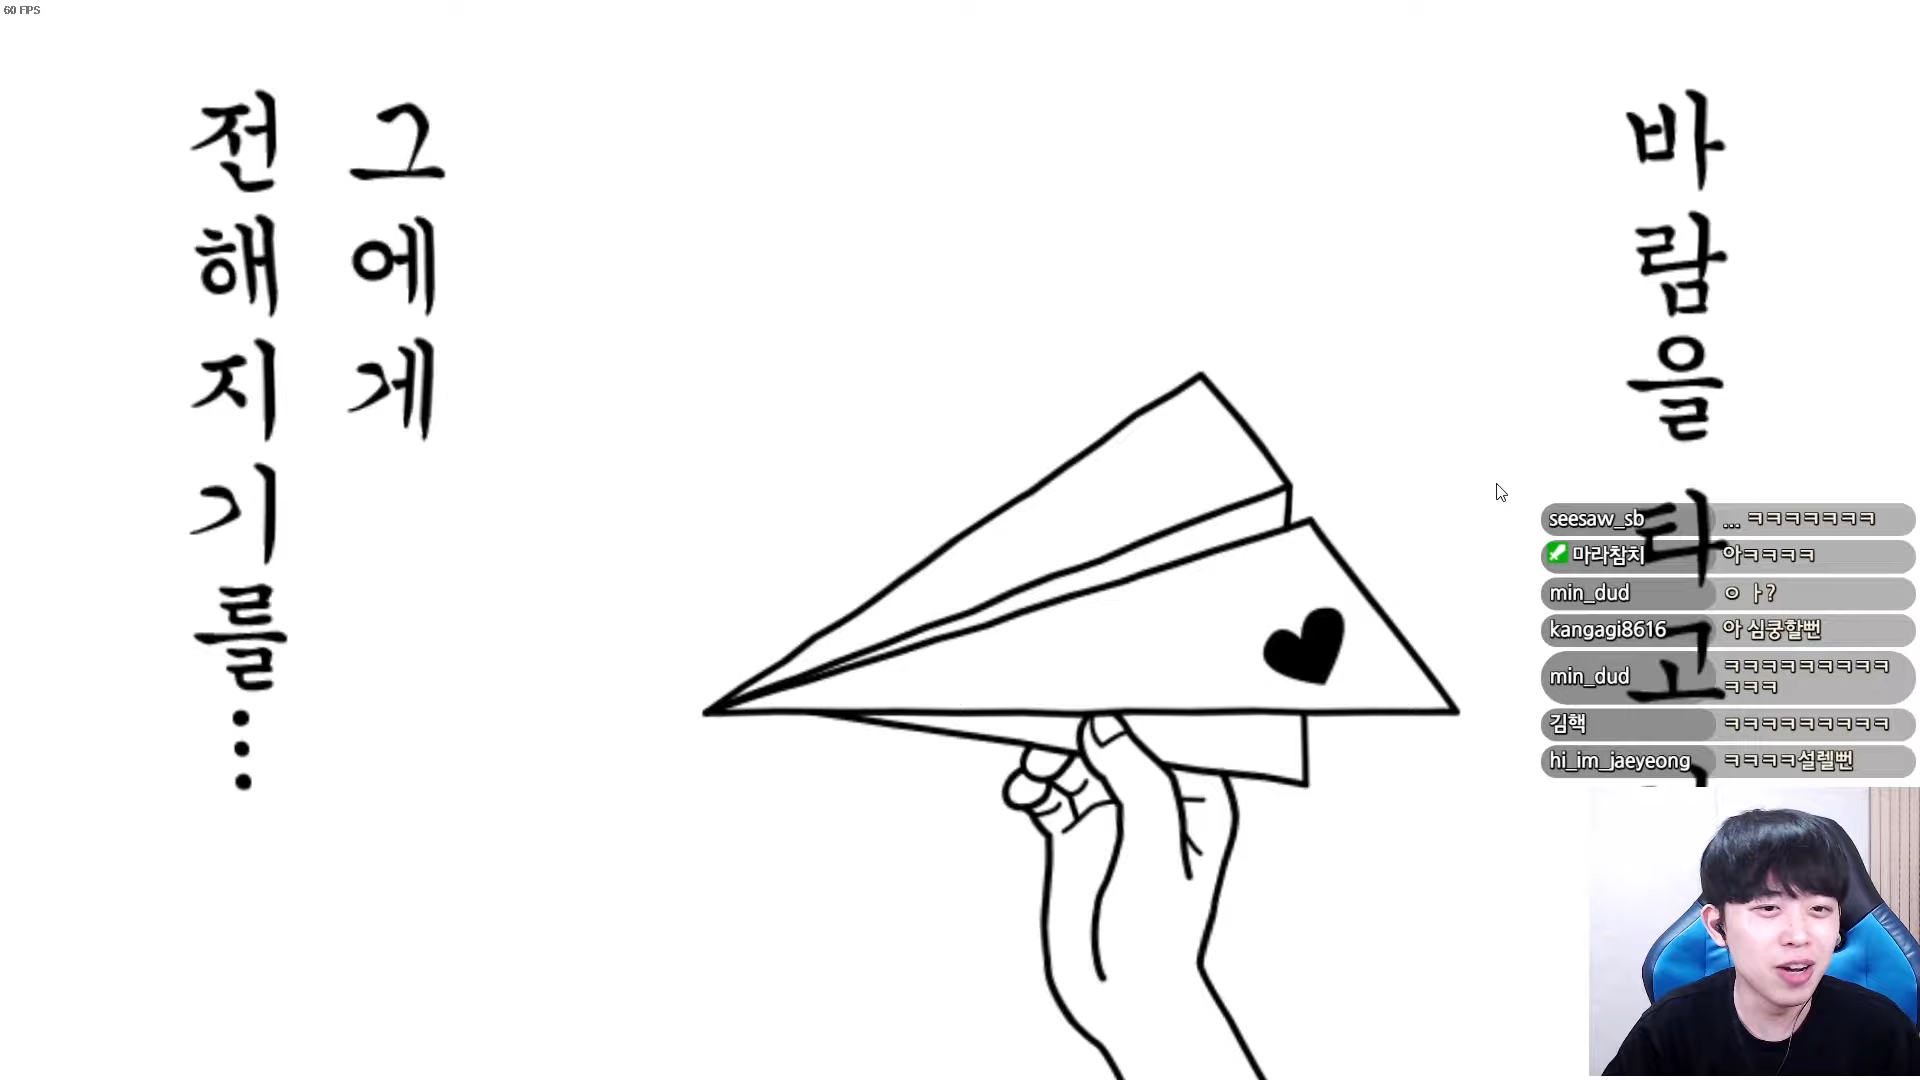 60 FPS
바람을 타고
그에게
전해지기를...
seesaw_sb ... ㅋㅋㅋㅋㅋㅋㅋ
마라참치 아ㅋㅋㅋㅋ
min_dud ㅇ ㅏ?
kangagi8616 아 심쿵할뻔
min_dud ㅋㅋㅋㅋㅋㅋㅋㅋㅋ
ㅋㅋㅋ
김핵 ㅋㅋㅋㅋㅋㅋㅋㅋㅋ
hi_im_jaeyeong ㅋㅋㅋㅋ설렐뻔